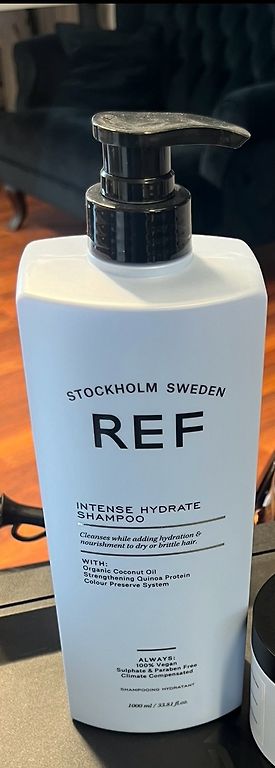 STOCKHOLM SWEDEN
REF
INTENSE HYDRATE
SHAMPOO
Cleanses while adding hydration &
nourishment to dry or brittle hair.
WITH:
Organic Coconut Oil
Strengthening Quinoa Protein
Colour Preserve System
ALWAYS:
100% Vegan
Sulphate & Paraben Free
Climate Compensated
SHAMPOOING HYDRATANT
1000 ml / 33.81 fl.oz.